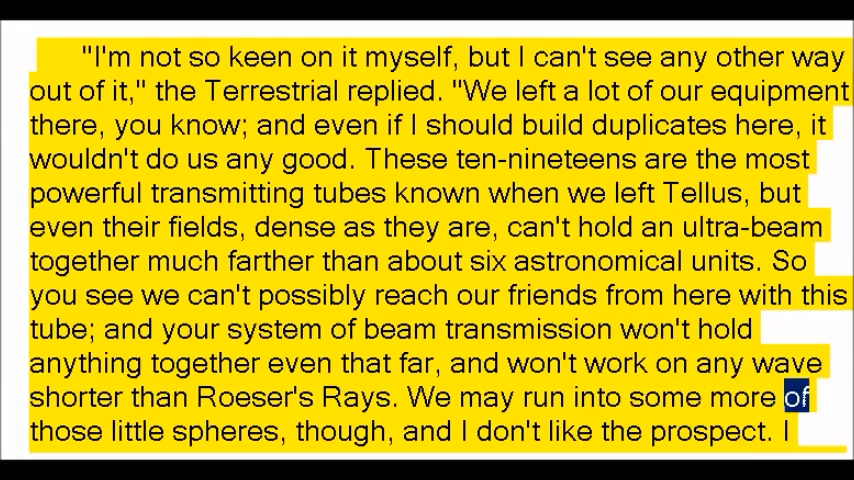 "I'm not so keen on it myself, but I can't see any other way
out of it," the Terrestrial replied. "We left a lot of our equipment
there, you know; and even if I should build duplicates here, it
wouldn't do us any good. These ten-nineteens are the most
powerful transmitting tubes known when we left Tellus, but
even their fields, dense as they are, can't hold an ultra-beam
together much farther than about six astronomical units. So
you see we can't possibly reach our friends from here with this
tube; and your system of beam transmission won't hold
anything together even that far, and won't work on any wave
shorter than Roeser's Rays. We may run into some more of
those little spheres, though, and I don't like the prospect. I